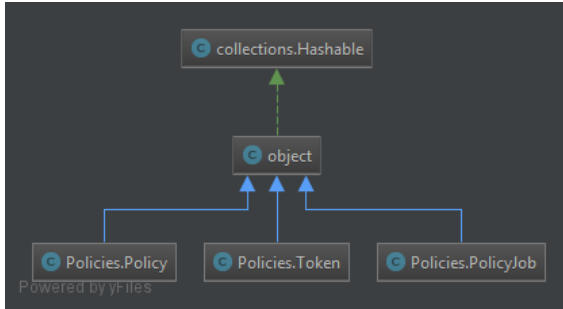 C collections.Hashable
C object
C Policies.Policy
C Policies.Token
C Policies.PolicyJob
Powered by yFiles